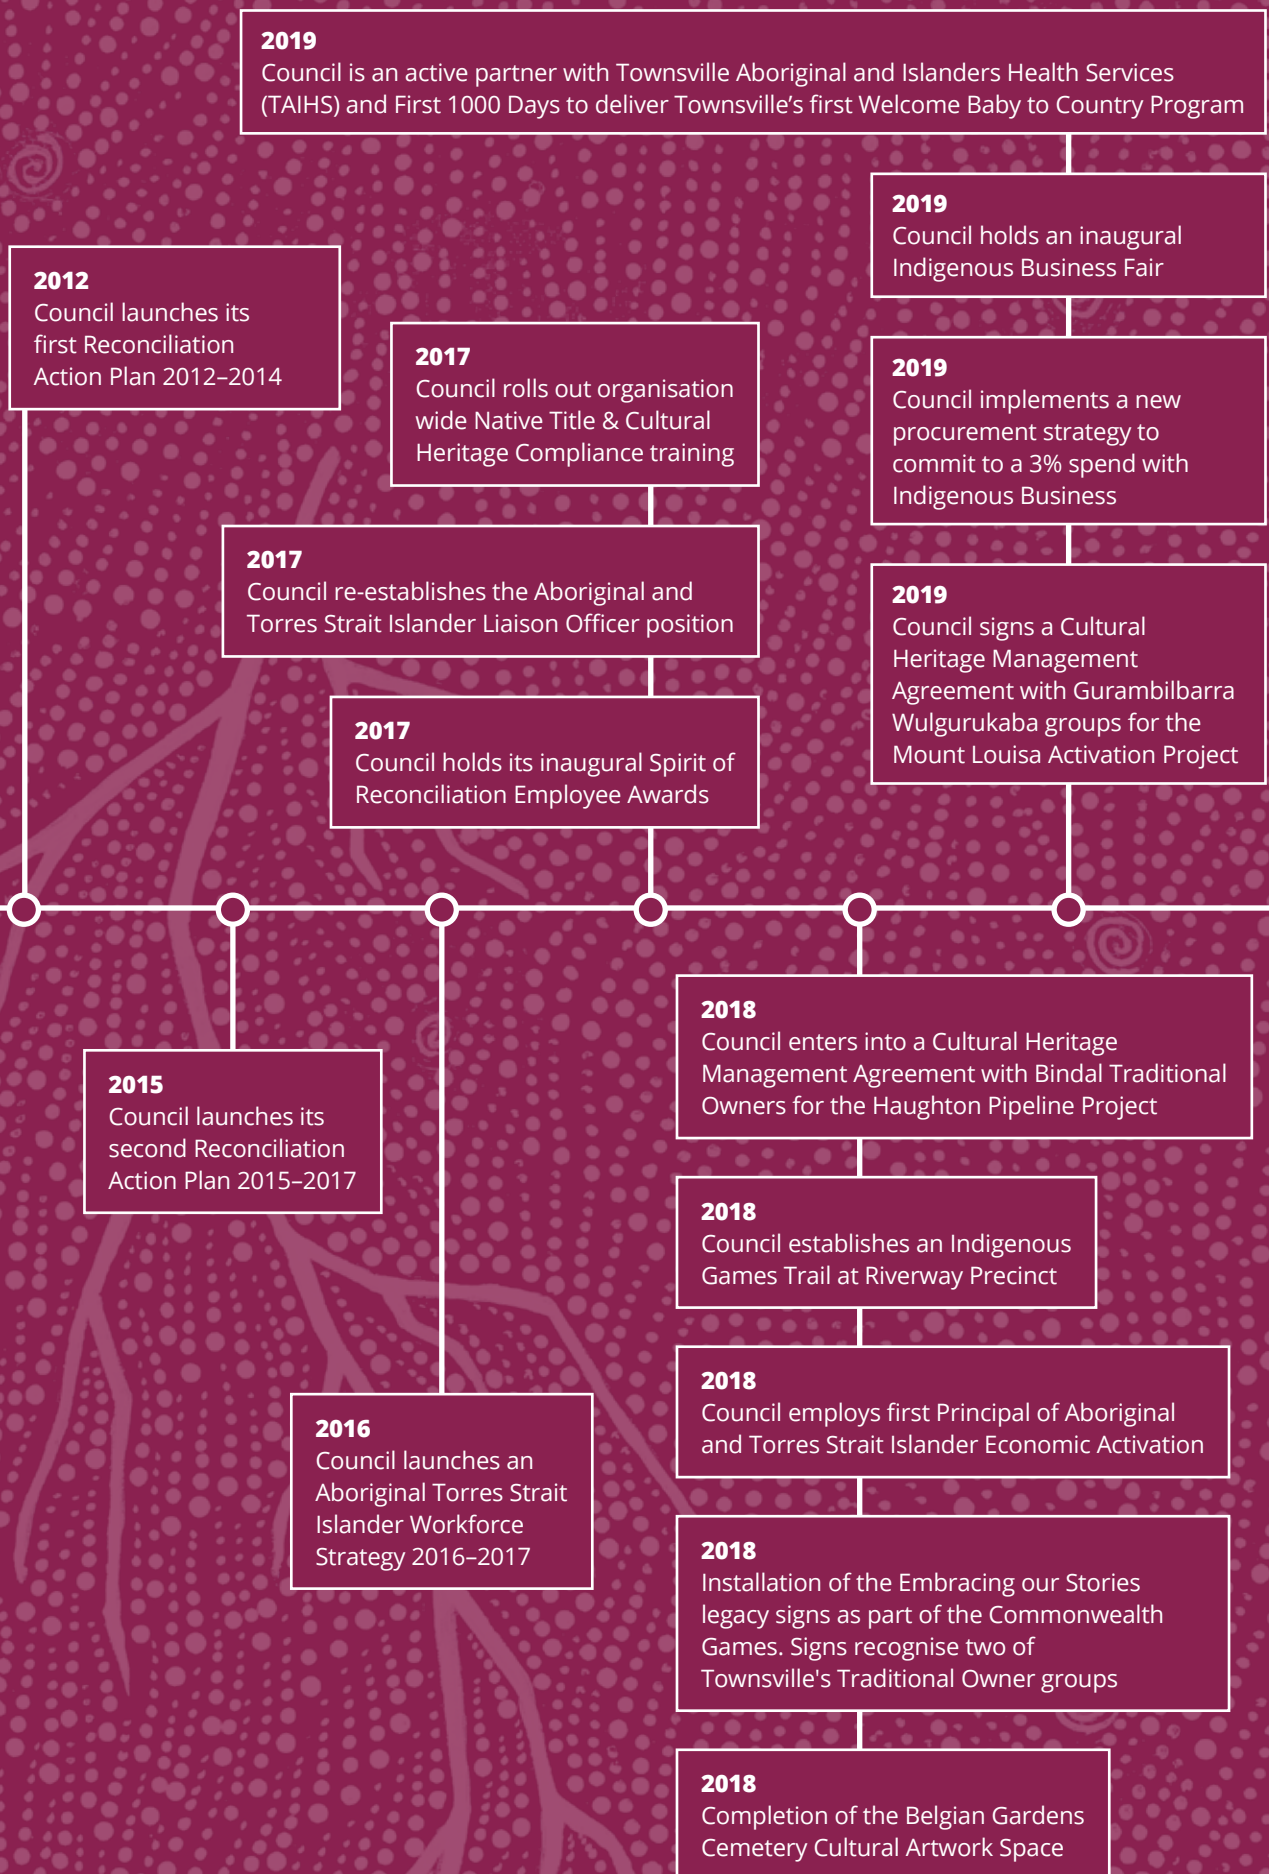 2019
Council is an active partner with Townsville Aboriginal and Islanders Health Services
(TAIHS) and First 1000 Days to deliver Townsville’s first Welcome Baby to Country Program
2019
Council holds an inaugural
Indigenous Business Fair
2012
Council launches its
first Reconciliation
Action Plan 2012–2014
2017
Council rolls out organisation
wide Native Title & Cultural
Heritage Compliance training
2019
Council implements a new
procurement strategy to
commit to a 3% spend with
Indigenous Business
2017
Council re-establishes the Aboriginal and
Torres Strait Islander Liaison Officer position
2019
Council signs a Cultural
Heritage Management
Agreement with Gurambilbarra
Wulgurukaba groups for the
Mount Louisa Activation Project
2017
Council holds its inaugural Spirit of
Reconciliation Employee Awards
2018
Council enters into a Cultural Heritage
Management Agreement with Bindal Traditional
Owners for the Haughton Pipeline Project
2015
Council launches its
second Reconciliation
Action Plan 2015–2017
2018
Council establishes an Indigenous
Games Trail at Riverway Precinct
2018
Council employs first Principal of Aboriginal
and Torres Strait Islander Economic Activation
2016
Council launches an
Aboriginal Torres Strait
Islander Workforce
Strategy 2016–2017
2018
Installation of the Embracing our Stories
legacy signs as part of the Commonwealth
Games. Signs recognise two of
Townsville's Traditional Owner groups
2018
Completion of the Belgian Gardens
Cemetery Cultural Artwork Space